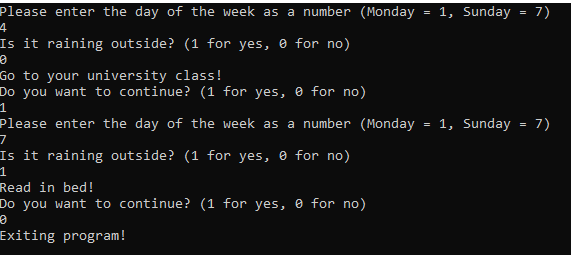 Please enter the day of the week as a number (Monday = 1, Sunday = 7)
4
Is it raining outside? (1 for yes, 0 for no)
0
Go to your university class!
Do you want to continue? (1 for yes, 0 for no)
1
Please enter the day of the week as a number (Monday = 1, Sunday = 7)
7
Is it raining outside? (1 for yes, 0 for no)
1
Read in bed!
Do you want to continue? (1 for yes, 0 for no)
0
Exiting program!